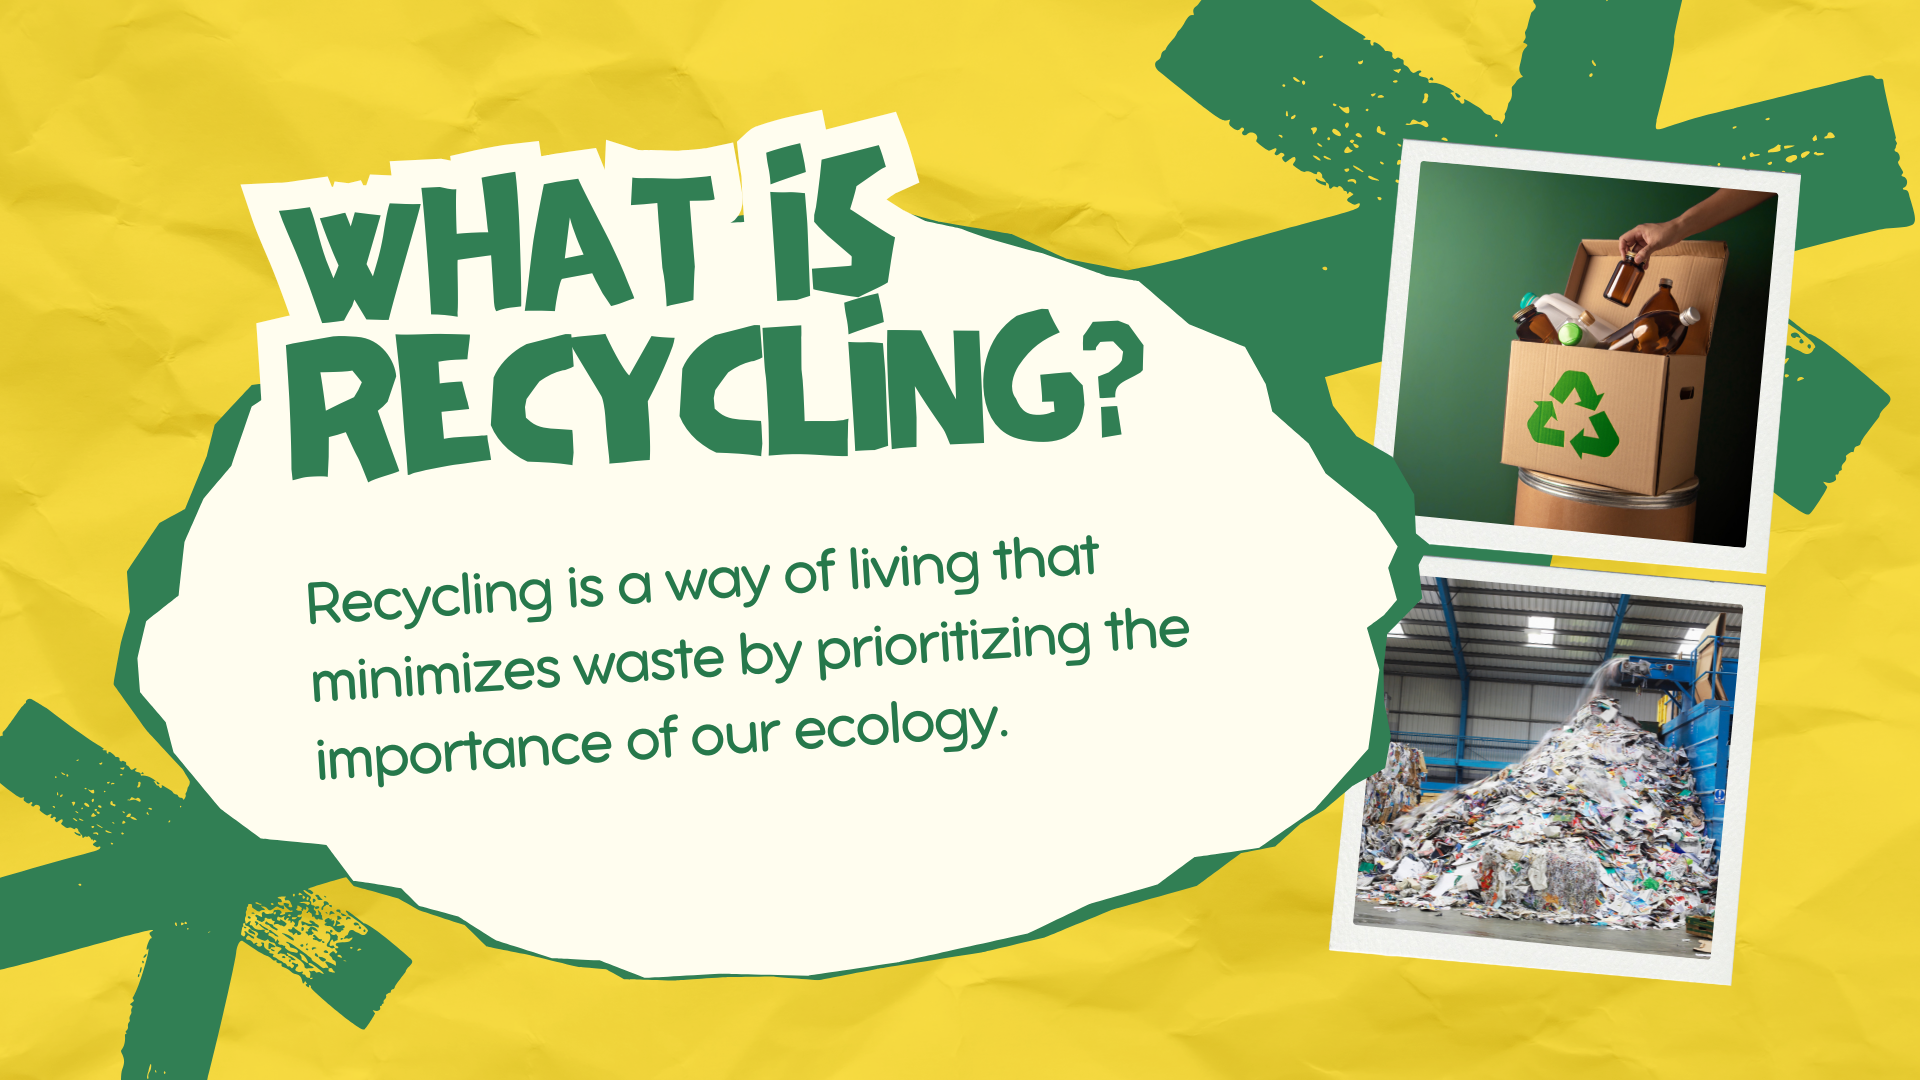 WHAT iS
RECYCLiNG?
Recycling is a way of living that
minimizes waste by prioritizing the
importance of our ecology.